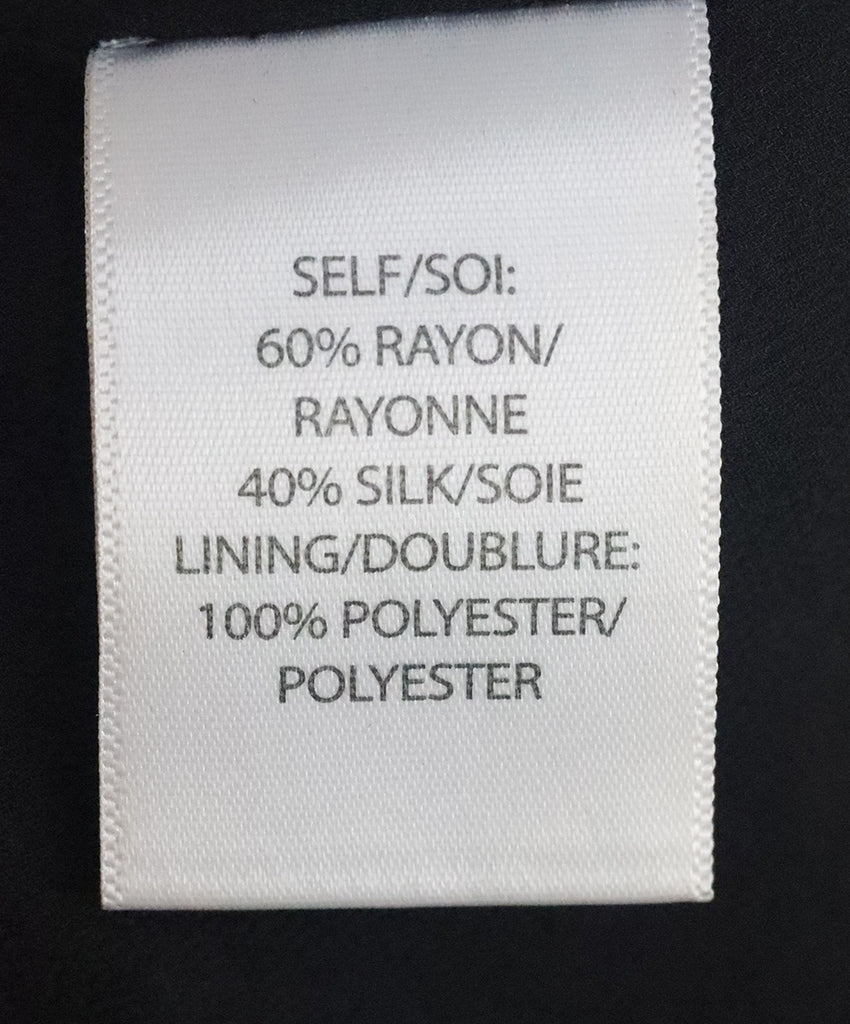 SELF/SOI:
60% RAYON/
RAYONNE
40% SILK/SOIE
LINING/DOUBLURE:
100% POLYESTER/
POLYESTER